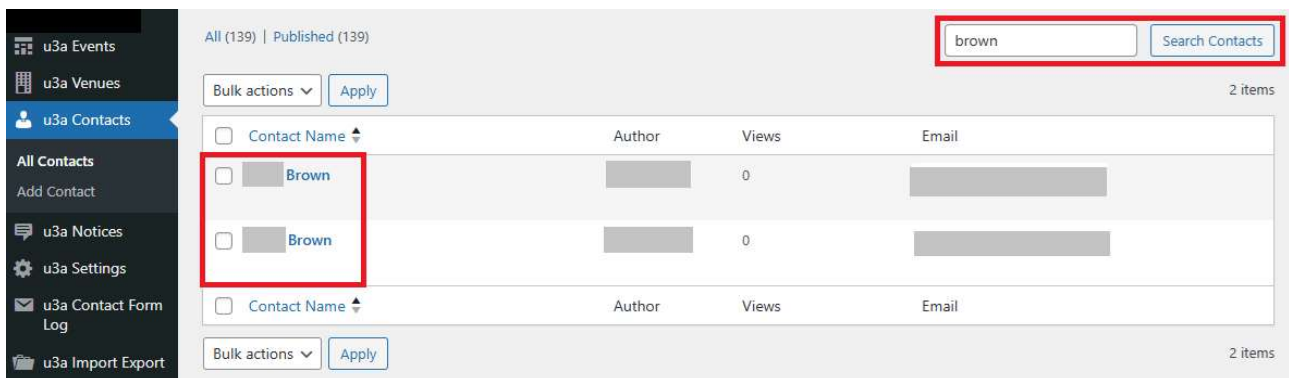 u3a Events
u3a Venues
u3a Contacts
All Contacts
Add Contact
u3a Notices
u3a Settings
u3a Contact Form
Log
u3a Import Export
All (139) | Published (139)
brown Search Contacts
Bulk actions Apply 2 items
Contact Name Author Views Email
Brown 0
Brown 0
Contact Name Author Views Email
Bulk actions Apply 2 items